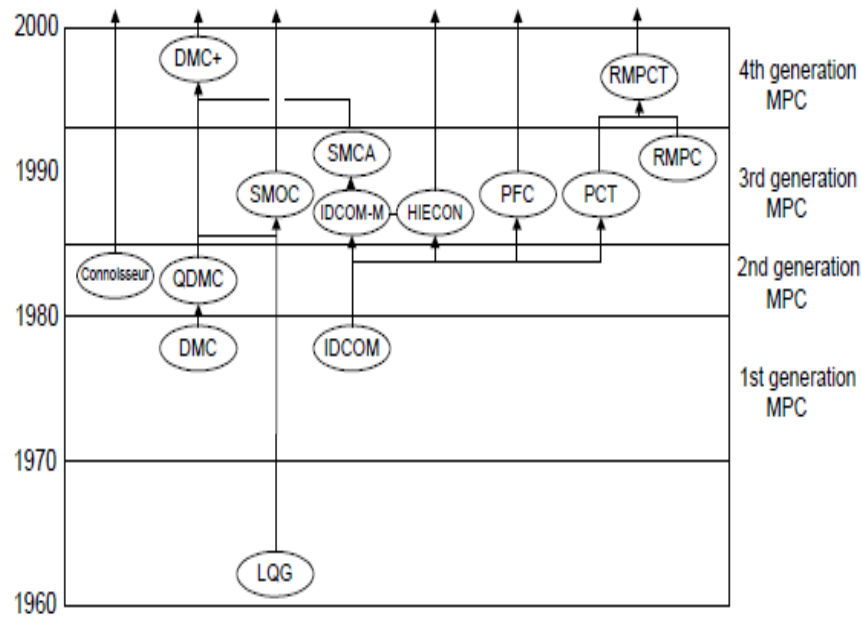 2000
DMC+
RMPCT
4th generation
MPC
1990
SMCA
RMPC
SMOC
IDCOM-M
HIECON
PFC
PCT
3rd generation
MPC
Connoisseur
QDMC
2nd generation
MPC
1980
DMC
IDCOM
1st generation
MPC
1970
LQG
1960